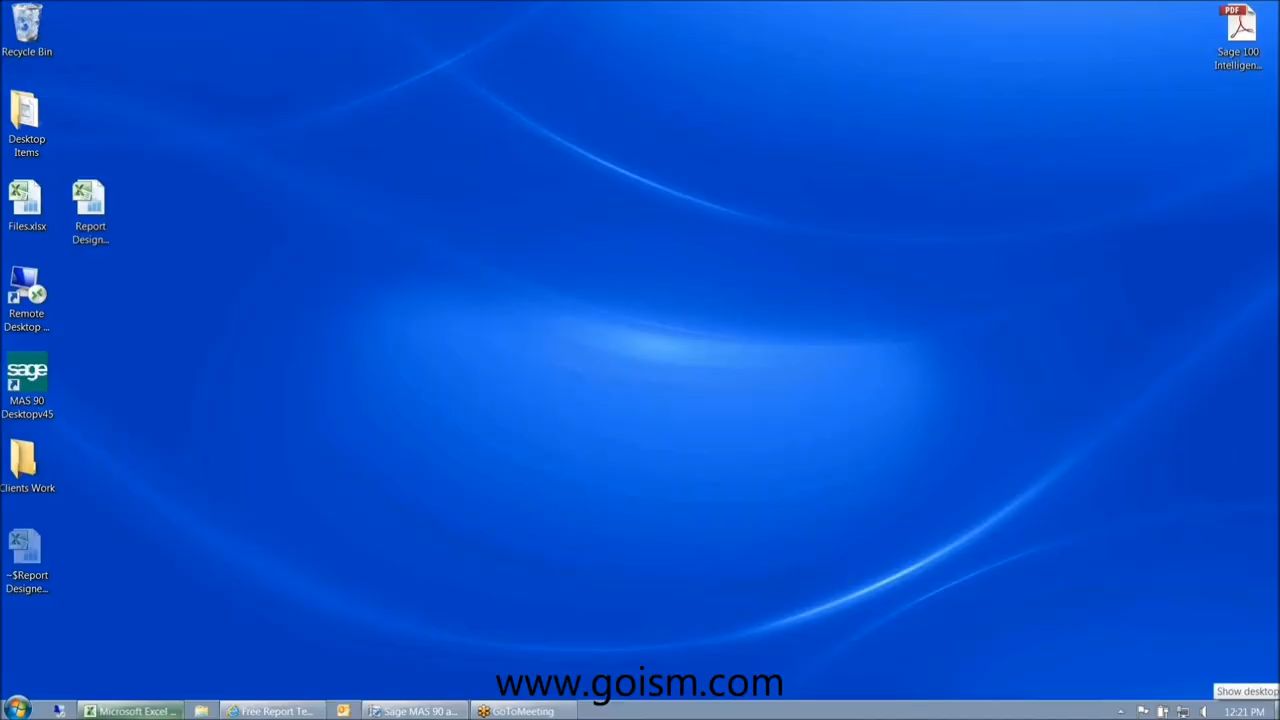 Recycle Bin
Desktop
Items
Files.xlsx
Report
Design...
Remote
Desktop ...
sage
MAS 90
Desktopv45
Clients Work
~$Report
Designe...
PDF
Sage 100
Intelligen...
www.goism.com
Show desktop
Microsoft Excel ...
Free Report Te...
Sage MAS 90 a...
GoToMeeting
12:21 PM